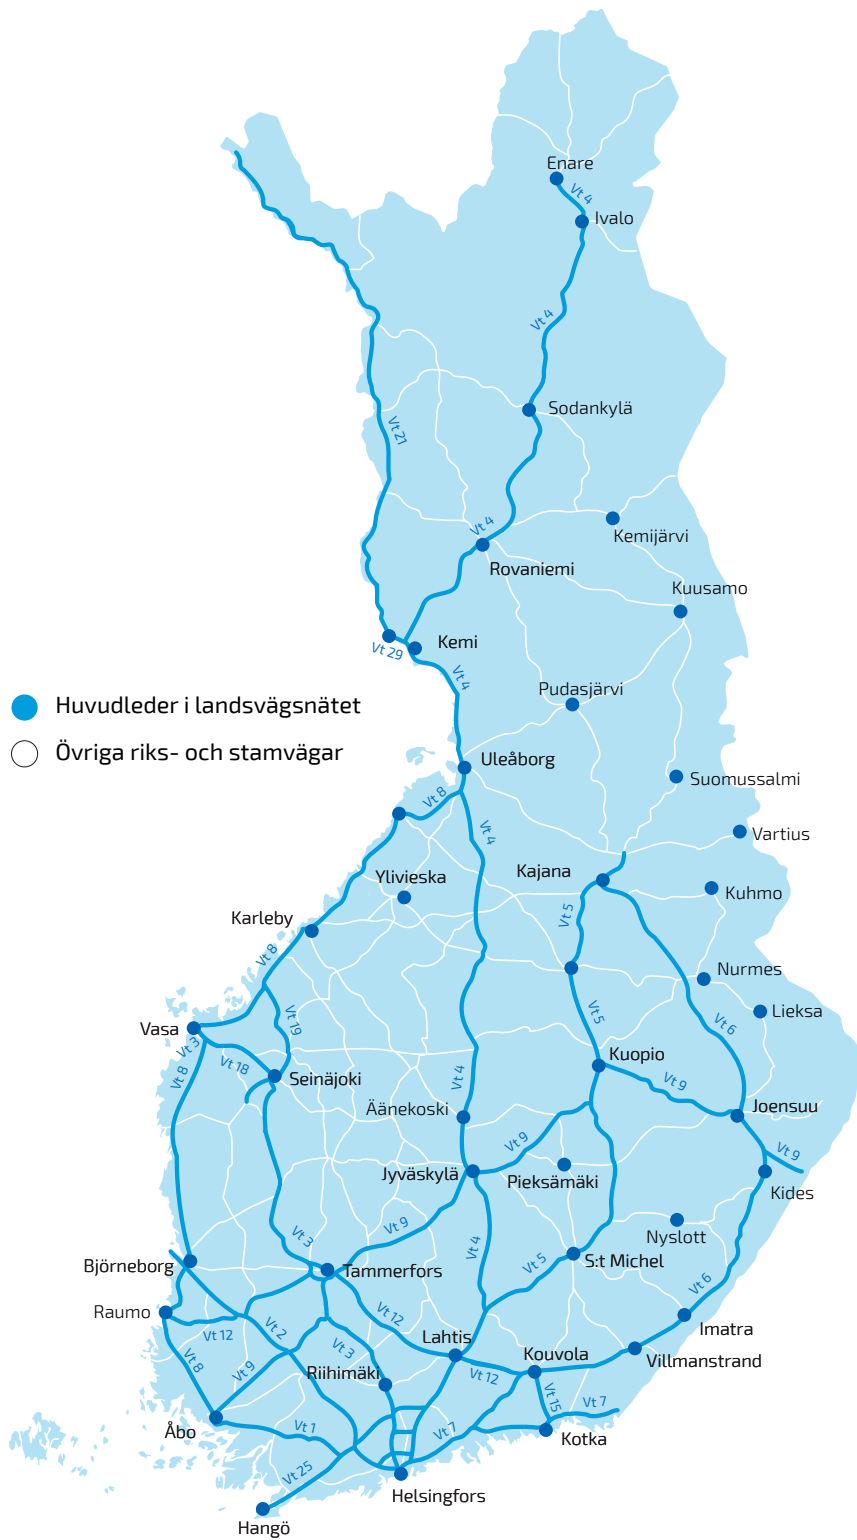 Enare
Vt 4
Ivalo
Vt 4
Sodankylä
Vt 21
Vt 4
Kemijärvi
Rovaniemi
Kuusamo
Vt 29
Kemi
Vt 4
Pudasjärvi
Huvudleder i landsvägsnätet
Övriga riks- och stamvägar
Uleåborg
Suomussalmi
Vt 8
Vt 4
Vartius
Ylivieska
Kajana
Kuhmo
Karleby
Vt 5
Vt 8
Nurmes
Vt 19
Vt 5
Lieksa
Vasa
Vt 3
Vt 6
Vt 8
Vt 18
Kuopio
Seinäjoki
Vt 4
Vt 9
Äänekoski
Joensuu
Vt 9
Vt 9
Jyväskylä
Pieksämäki
Kides
Vt 9
Vt 3
Vt 4
Nyslott
Björneborg
Vt 5
S:t Michel
Tammerfors
Vt 6
Raumo
Vt 12
Vt 2
Vt 12
Imatra
Vt 3
Lahtis
Kouvola
Villmanstrand
Vt 8
Vt 9
Riihimäki
Vt 12
Vt 15
Vt 7
Åbo
Vt 1
Vt 7
Kotka
Vt 25
Helsingfors
Hangö